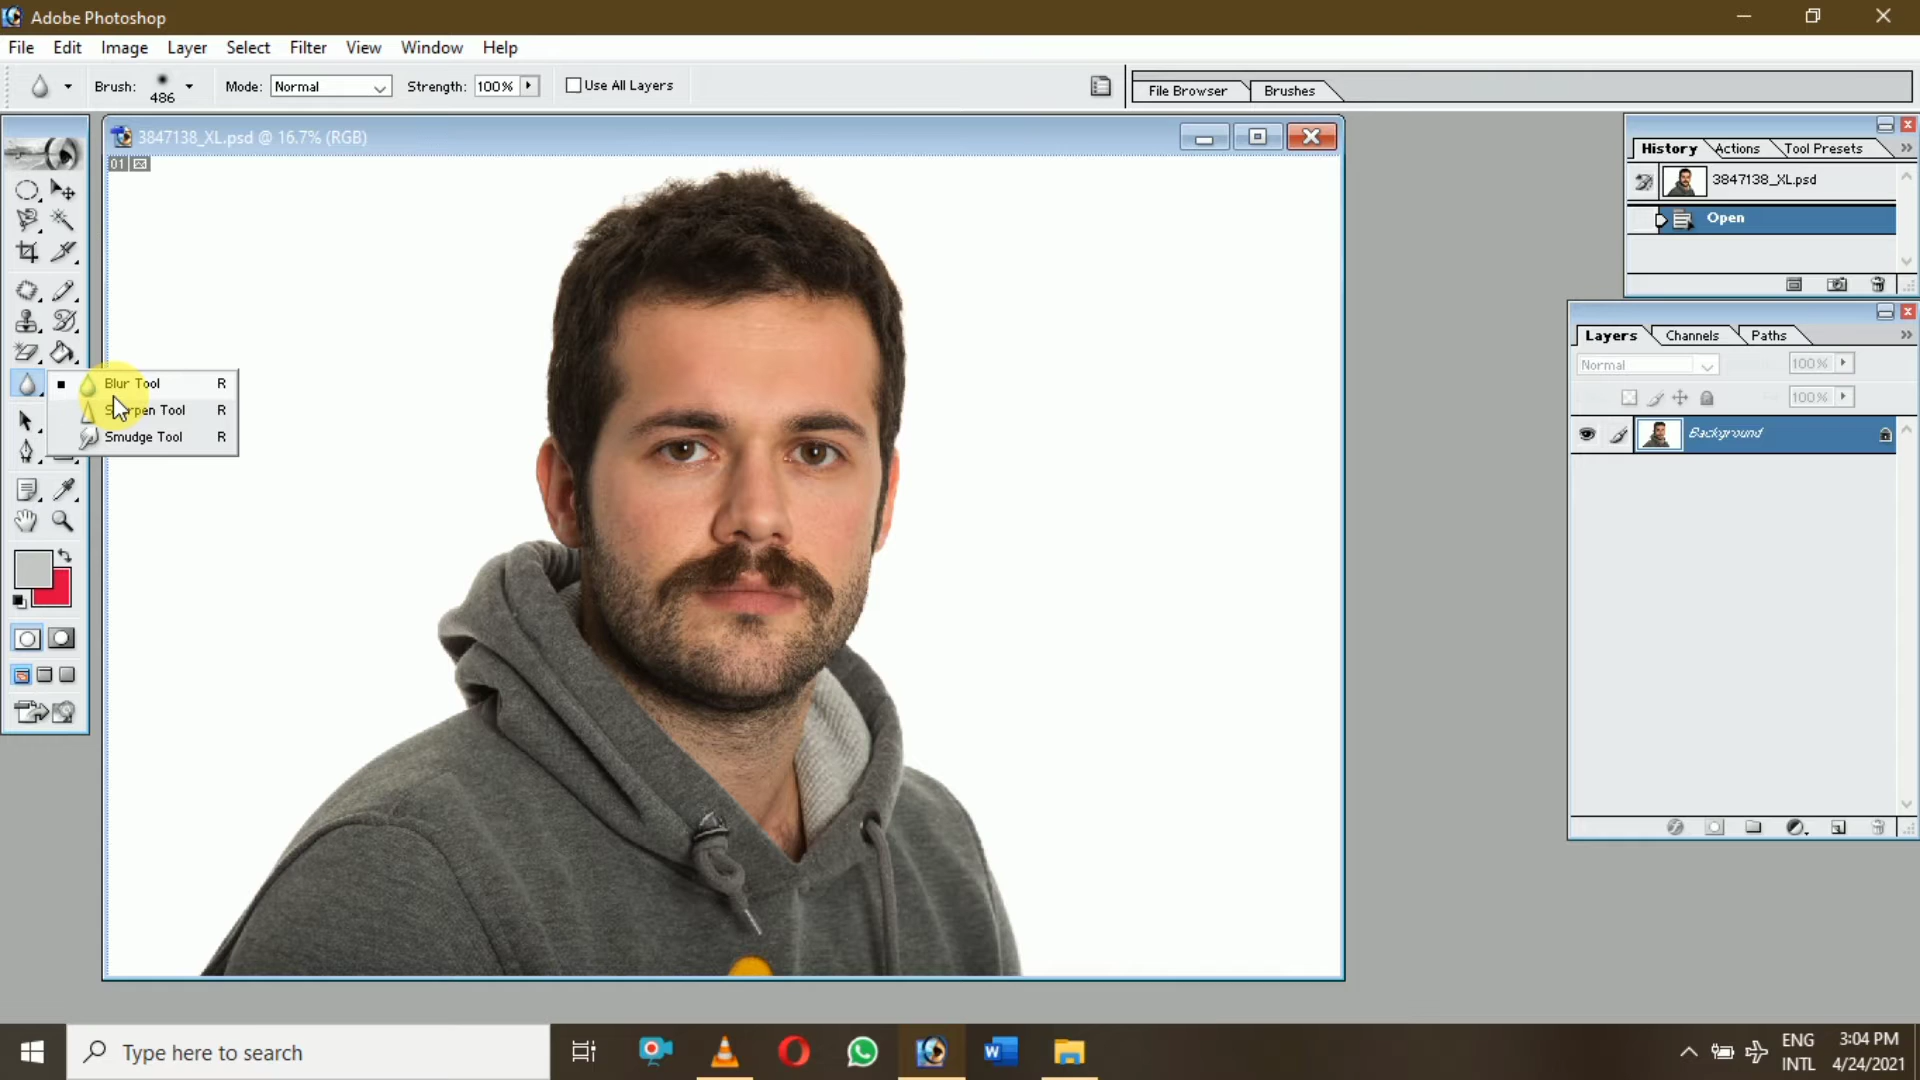 Adobe Photoshop
File Edit Image Layer Select Filter View Window Help
Brush: 486 Mode: Normal Strength: 100% Use All Layers File Browser Brushes
3847138_XL.psd @ 16.7% (RGB)
01
History Actions Tool Presets
3847138_XL.psd
Open
Blur Tool R
Sharpen Tool R
Smudge Tool R
Layers Channels Paths
Normal 100%
100%
Background
Type here to search
ENG 3:04 PM
INTL 4/24/2021